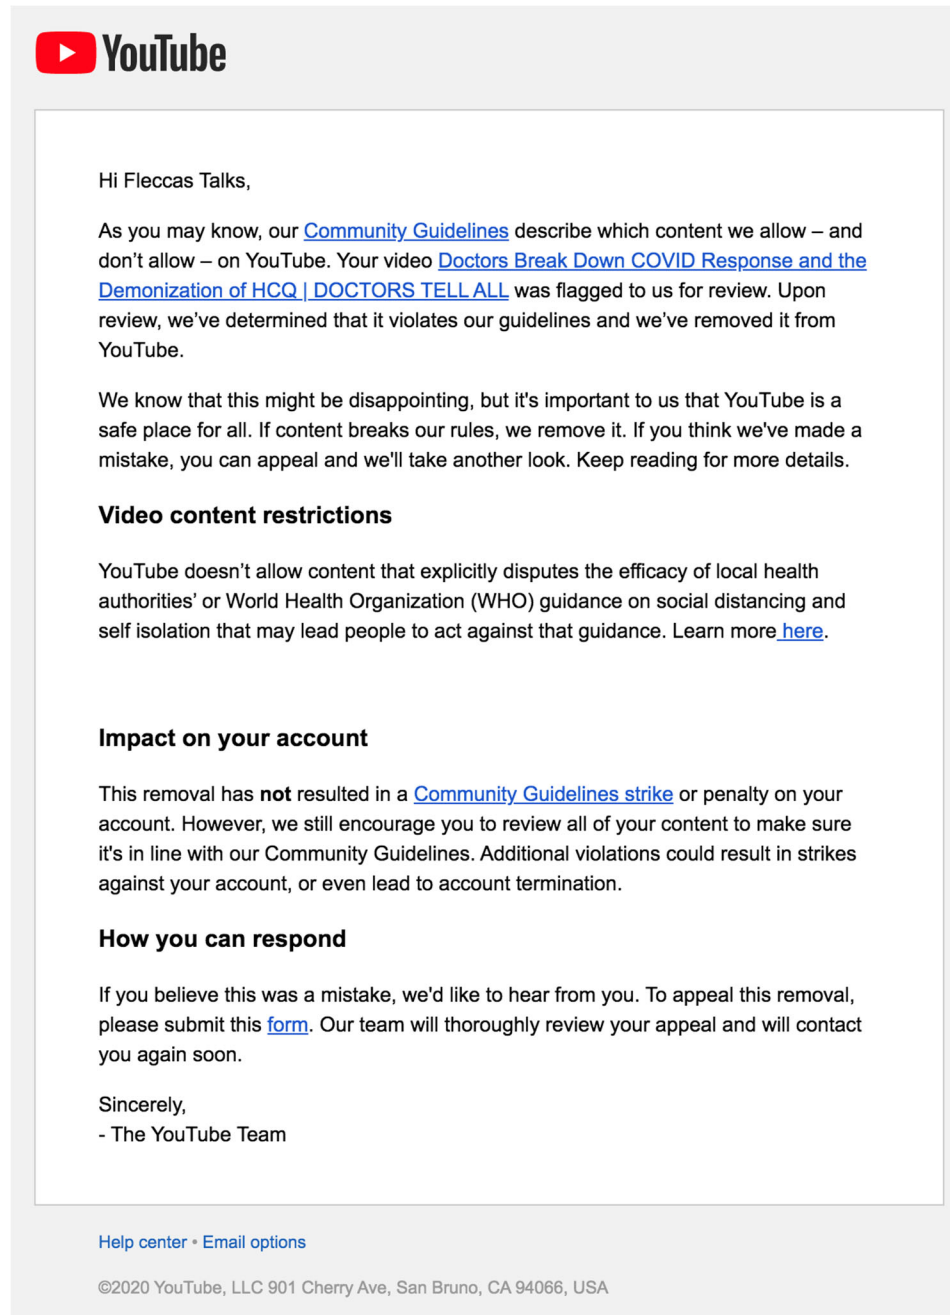 YouTube
Hi Fleccas Talks,
As you may know, our Community Guidelines describe which content we allow – and
don’t allow – on YouTube. Your video Doctors Break Down COVID Response and the
Demonization of HCQ | DOCTORS TELL ALL was flagged to us for review. Upon
review, we’ve determined that it violates our guidelines and we’ve removed it from
YouTube.
We know that this might be disappointing, but it's important to us that YouTube is a
safe place for all. If content breaks our rules, we remove it. If you think we've made a
mistake, you can appeal and we'll take another look. Keep reading for more details.
Video content restrictions
YouTube doesn’t allow content that explicitly disputes the efficacy of local health
authorities’ or World Health Organization (WHO) guidance on social distancing and
self isolation that may lead people to act against that guidance. Learn more here.
Impact on your account
This removal has not resulted in a Community Guidelines strike or penalty on your
account. However, we still encourage you to review all of your content to make sure
it's in line with our Community Guidelines. Additional violations could result in strikes
against your account, or even lead to account termination.
How you can respond
If you believe this was a mistake, we'd like to hear from you. To appeal this removal,
please submit this form. Our team will thoroughly review your appeal and will contact
you again soon.
Sincerely,
- The YouTube Team
Help center • Email options
©2020 YouTube, LLC 901 Cherry Ave, San Bruno, CA 94066, USA